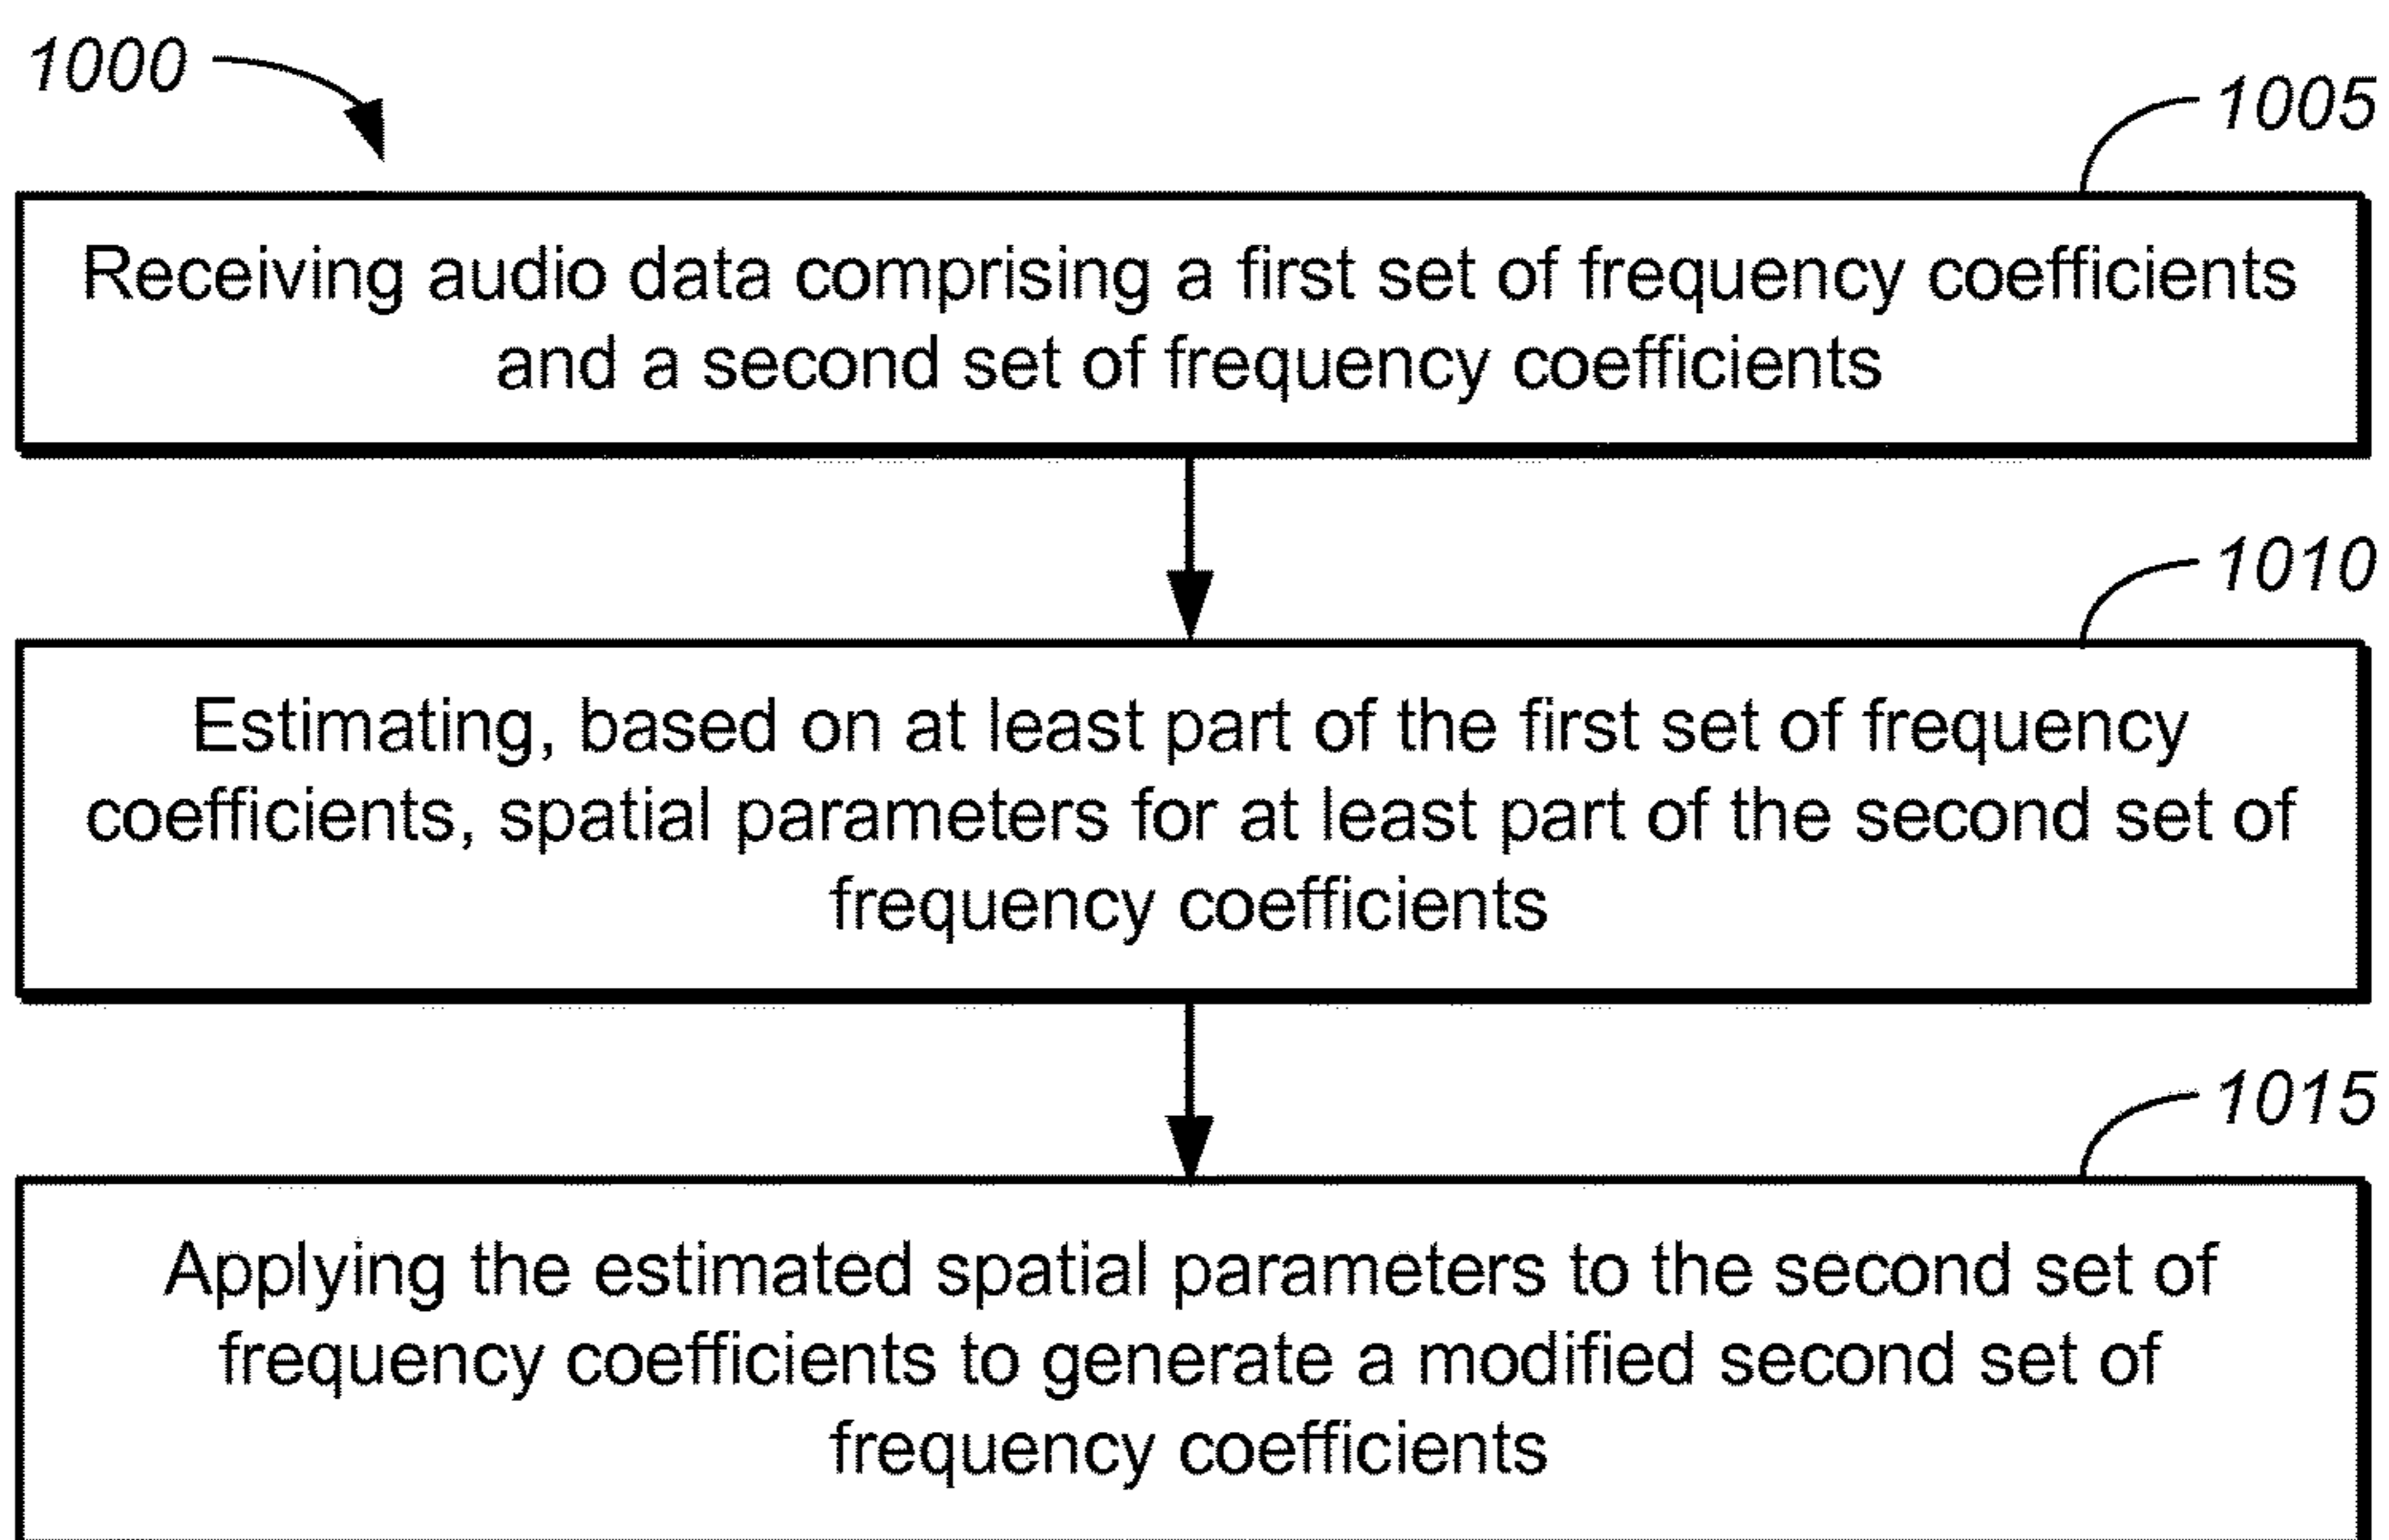 1000
1005
Receiving audio data comprising a first set of frequency coefficients
and a second set of frequency coefficients
1010
Estimating, based on at least part of the first set of frequency
coefficients, spatial parameters for at least part of the second set of
frequency coefficients
1015
Applying the estimated spatial parameters to the second set of
frequency coefficients to generate a modified second set of
frequency coefficients